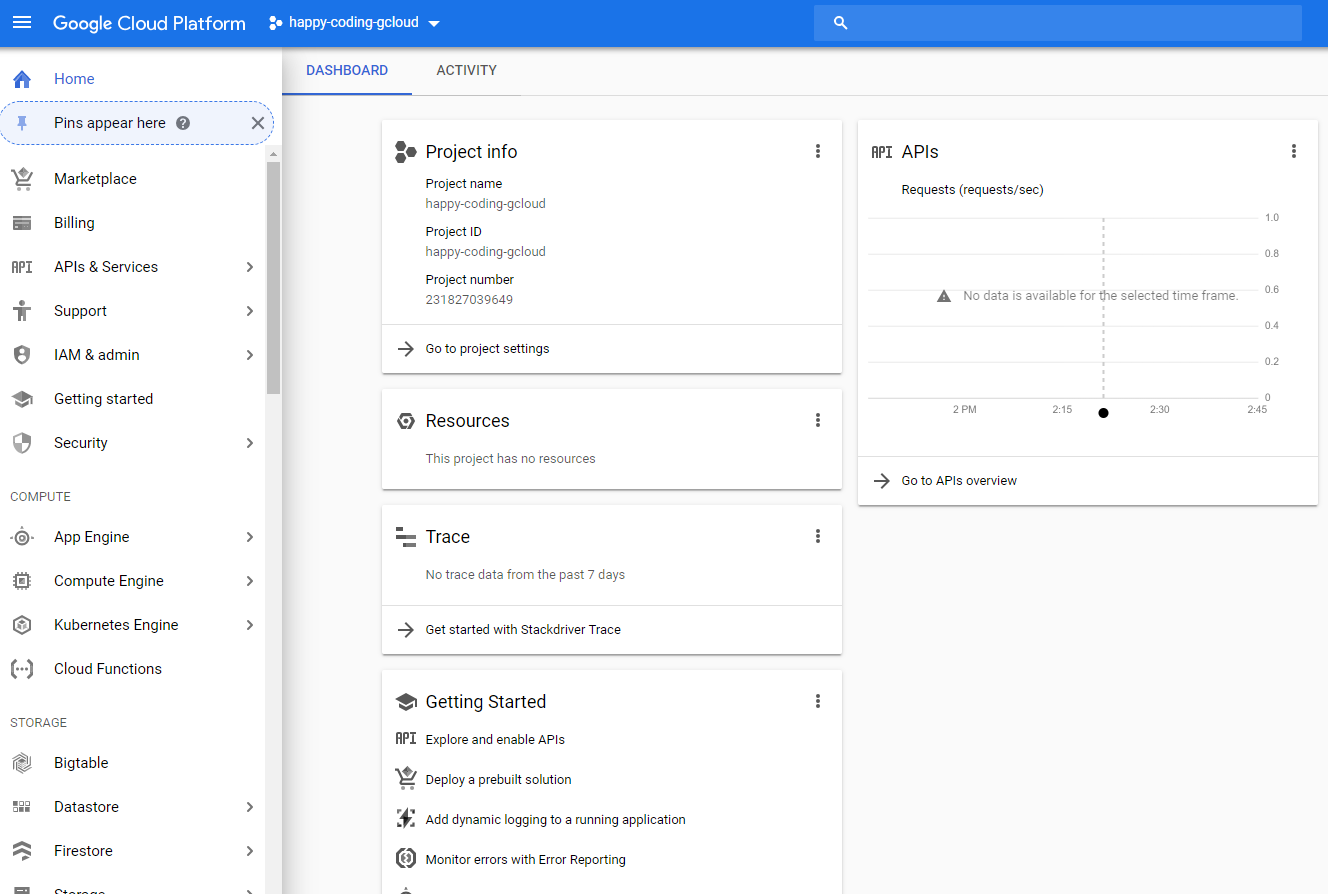 Google Cloud Platform
happy-coding-gcloud
Home
Pins appear here
Marketplace
Billing
API
APIs & Services
Support
IAM & admin
Getting started
Security
COMPUTE
App Engine
Compute Engine
Kubernetes Engine
Cloud Functions
STORAGE
Bigtable
Datastore
Firestore
Storage
DASHBOARD
ACTIVITY
Project info
Project name
happy-coding-gcloud
Project ID
happy-coding-gcloud
Project number
231827039649
Go to project settings
Resources
This project has no resources
Trace
No trace data from the past 7 days
Get started with Stackdriver Trace
Getting Started
API
Explore and enable APIs
Deploy a prebuilt solution
Add dynamic logging to a running application
Monitor errors with Error Reporting
API
APIs
Requests (requests/sec)
1.0
0.8
No data is available for the selected time frame.
0.6
0.4
0.2
0
2 PM
2:15
2:30
2:45
Go to APIs overview